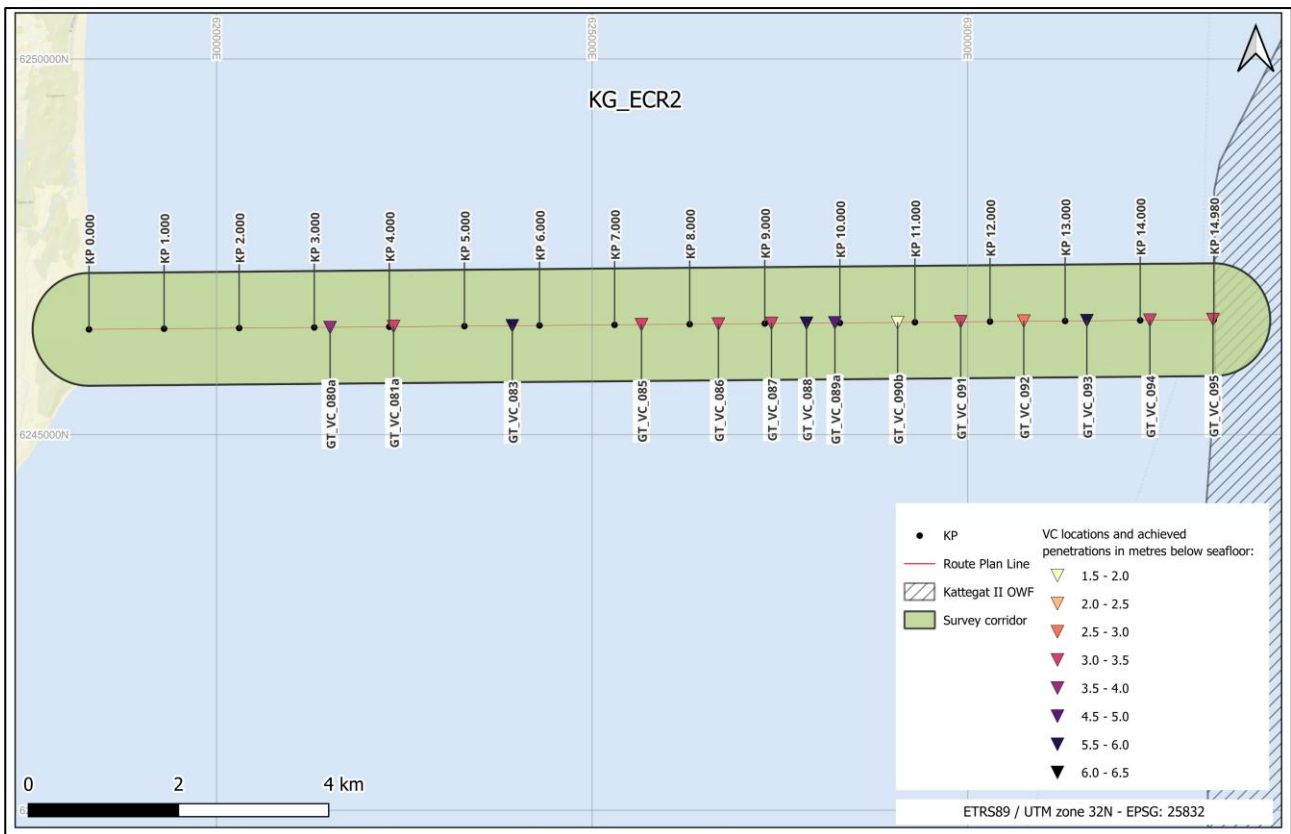 620000E
625000E
630000E
6250000N
KG_ECR2
KP 0.000
KP 1.000
KP 2.000
KP 3.000
KP 4.000
KP 5.000
KP 6.000
KP 7.000
KP 8.000
KP 9.000
KP 10.000
KP 11.000
KP 12.000
KP 13.000
KP 14.000
KP 14.980
GT_VC_080a
GT_VC_081a
GT_VC_083
GT_VC_085
GT_VC_086
GT_VC_087
GT_VC_088
GT_VC_089a
GT_VC_090b
GT_VC_091
GT_VC_092
GT_VC_093
GT_VC_094
GT_VC_095
6245000N
KP
Route Plan Line
Kattegat II OWF
Survey corridor
VC locations and achieved
penetrations in metres below seafloor:
1.5 - 2.0
2.0 - 2.5
2.5 - 3.0
3.0 - 3.5
3.5 - 4.0
4.5 - 5.0
5.5 - 6.0
6.0 - 6.5
0 2 4 km
ETRS89 / UTM zone 32N - EPSG: 25832